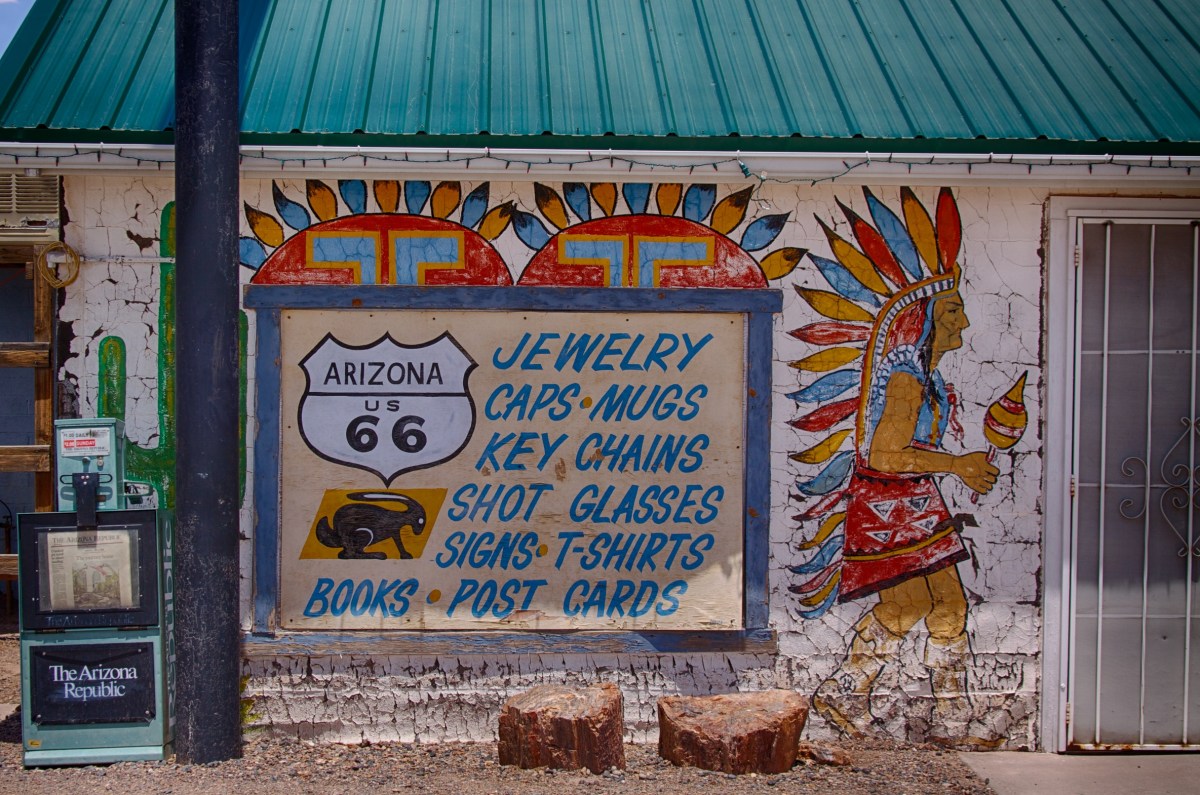 ARIZONA
US
66
JEWELRY
CAPS • MUGS
KEY CHAINS
SHOT GLASSES
SIGNS • T-SHIRTS
BOOKS • POST CARDS
The Arizona
Republic